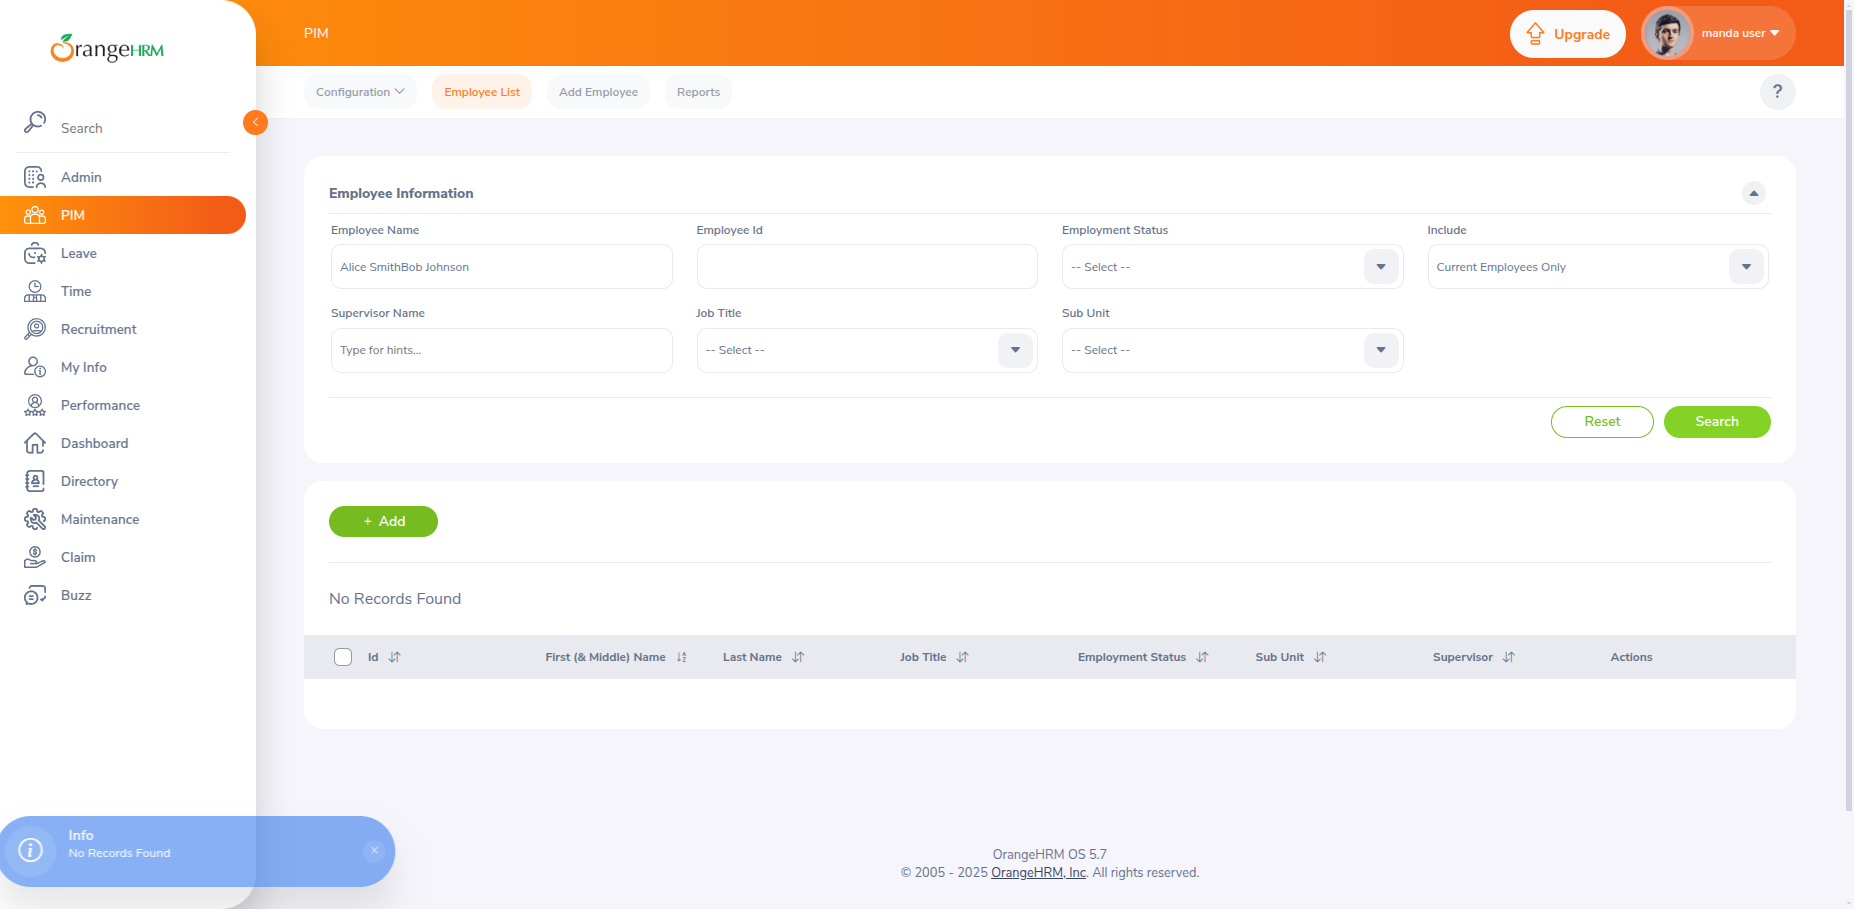 OrangeHRM
Search
Admin
PIM
Leave
Time
Recruitment
My Info
Performance
Dashboard
Directory
Maintenance
Claim
Buzz
PIM
Upgrade
manda user
Configuration
Employee List
Add Employee
Reports
?
Employee Information
Employee Name
Employee Id
Employment Status
Include
Alice SmithBob Johnson
-- Select --
Current Employees Only
Supervisor Name
Job Title
Sub Unit
Type for hints...
-- Select --
-- Select --
Reset
Search
+ Add
No Records Found
Id
First (& Middle) Name
Last Name
Job Title
Employment Status
Sub Unit
Supervisor
Actions
Info
No Records Found
OrangeHRM OS 5.7
© 2005 - 2025 OrangeHRM, Inc. All rights reserved.